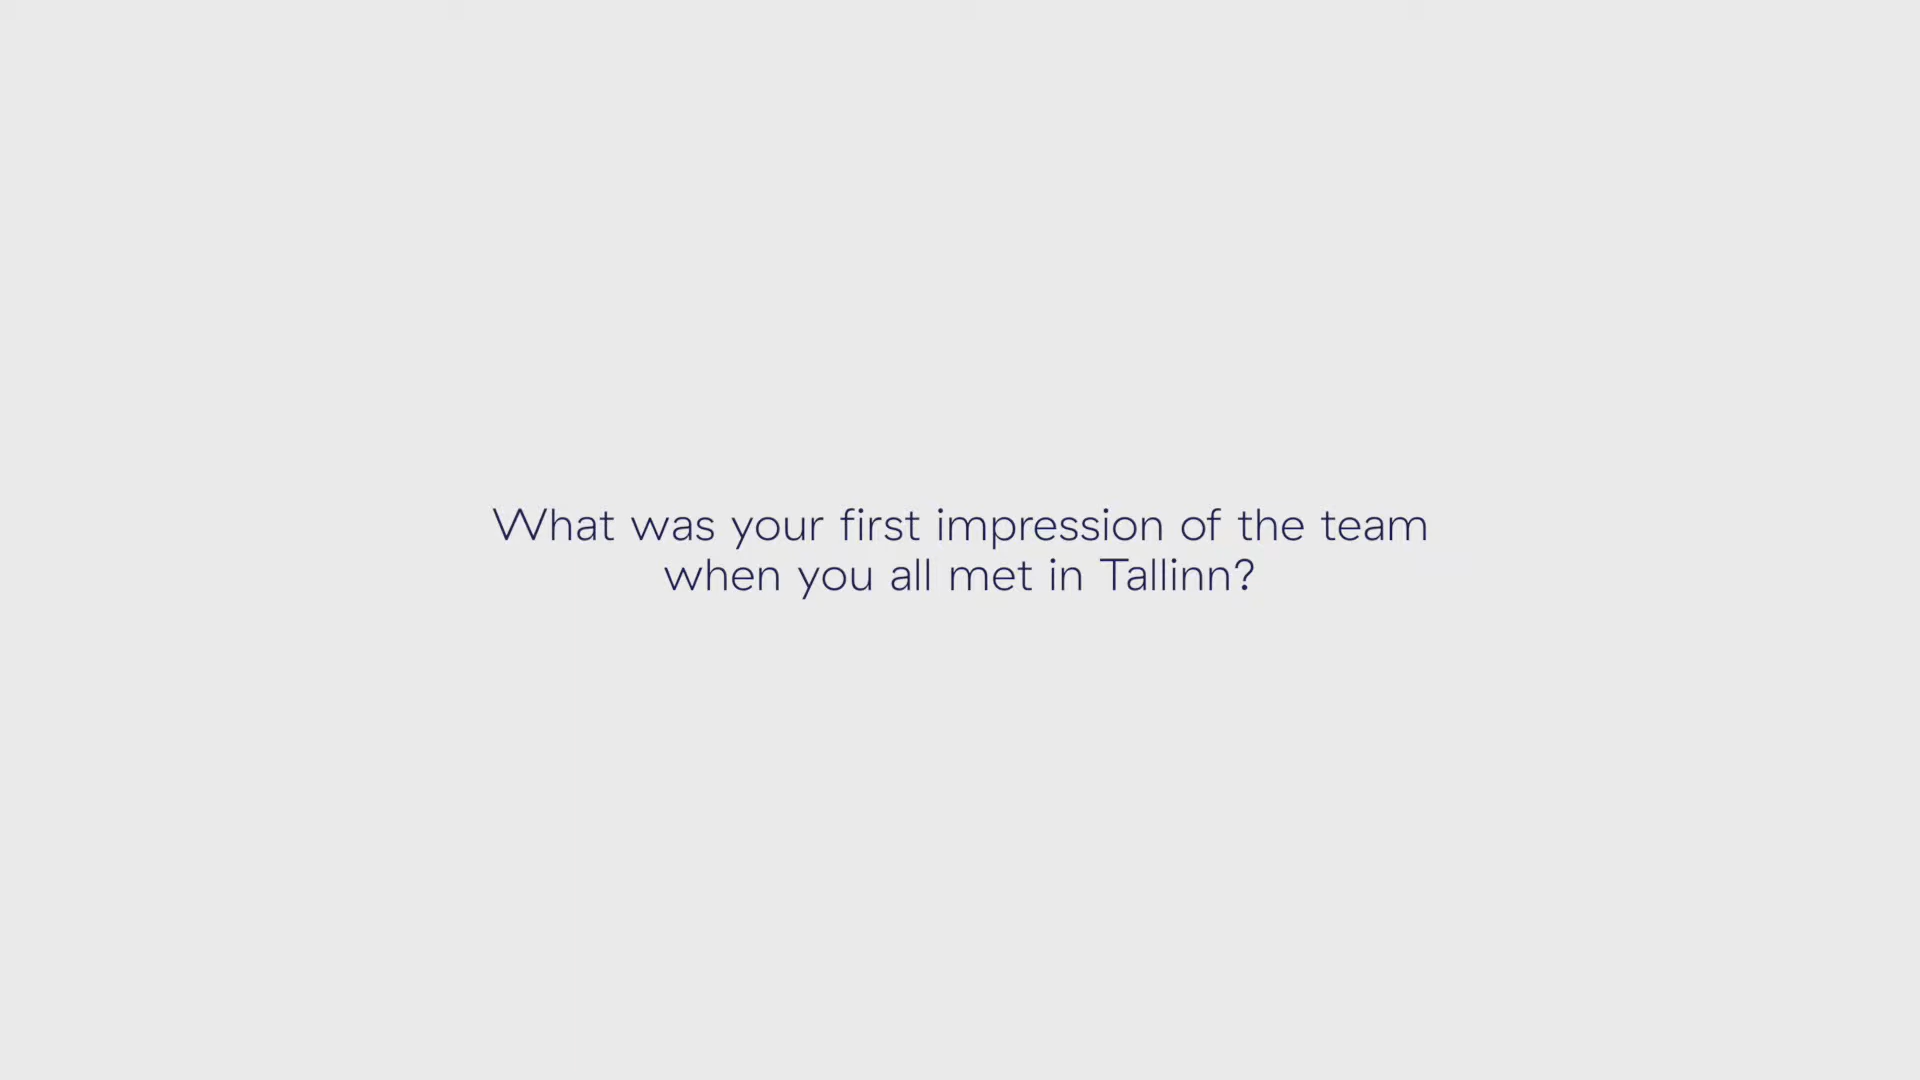 What was your first impression of the team
when you all met in Tallinn?